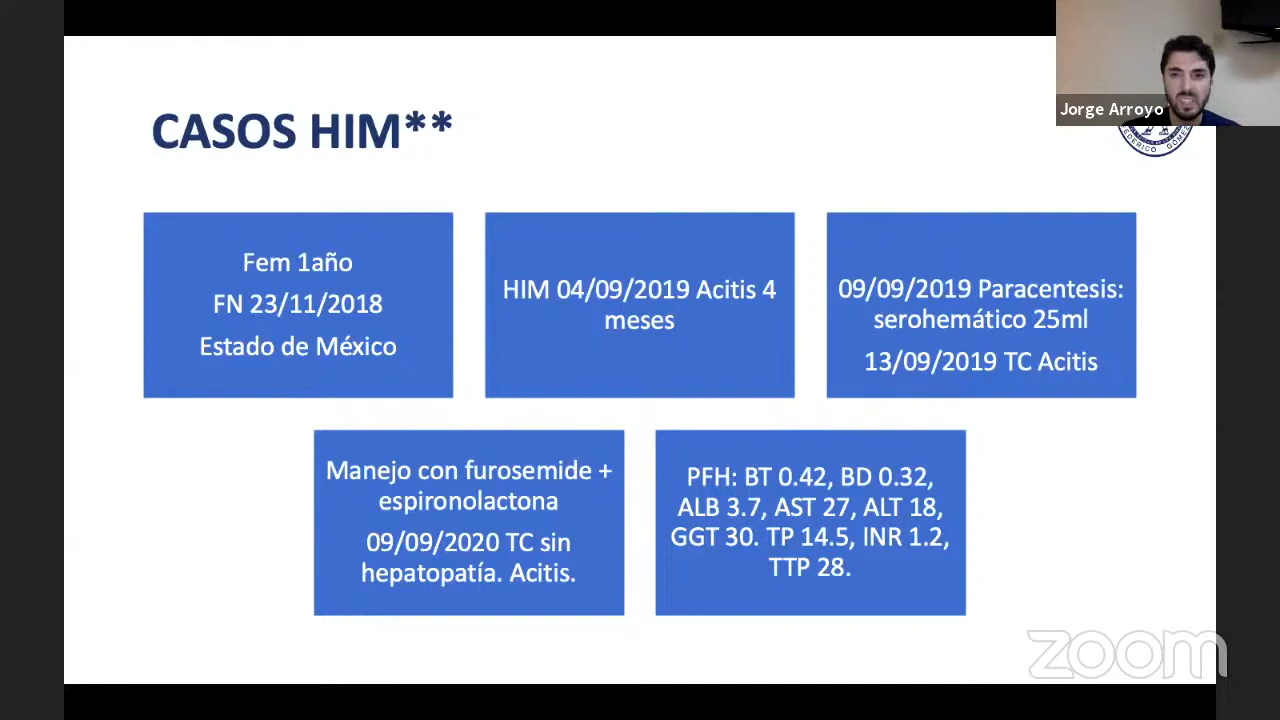 CASOS HIM**
Jorge Arroyo
FEDERICO GÓMEZ
Fem 1año
FN 23/11/2018
Estado de México
HIM 04/09/2019 Acitis 4
meses
09/09/2019 Paracentesis:
serohemático 25ml
13/09/2019 TC Acitis
Manejo con furosemide +
espironolactona
09/09/2020 TC sin
hepatopatía. Acitis.
PFH: BT 0.42, BD 0.32,
ALB 3.7, AST 27, ALT 18,
GGT 30. TP 14.5, INR 1.2,
TTP 28.
zoom